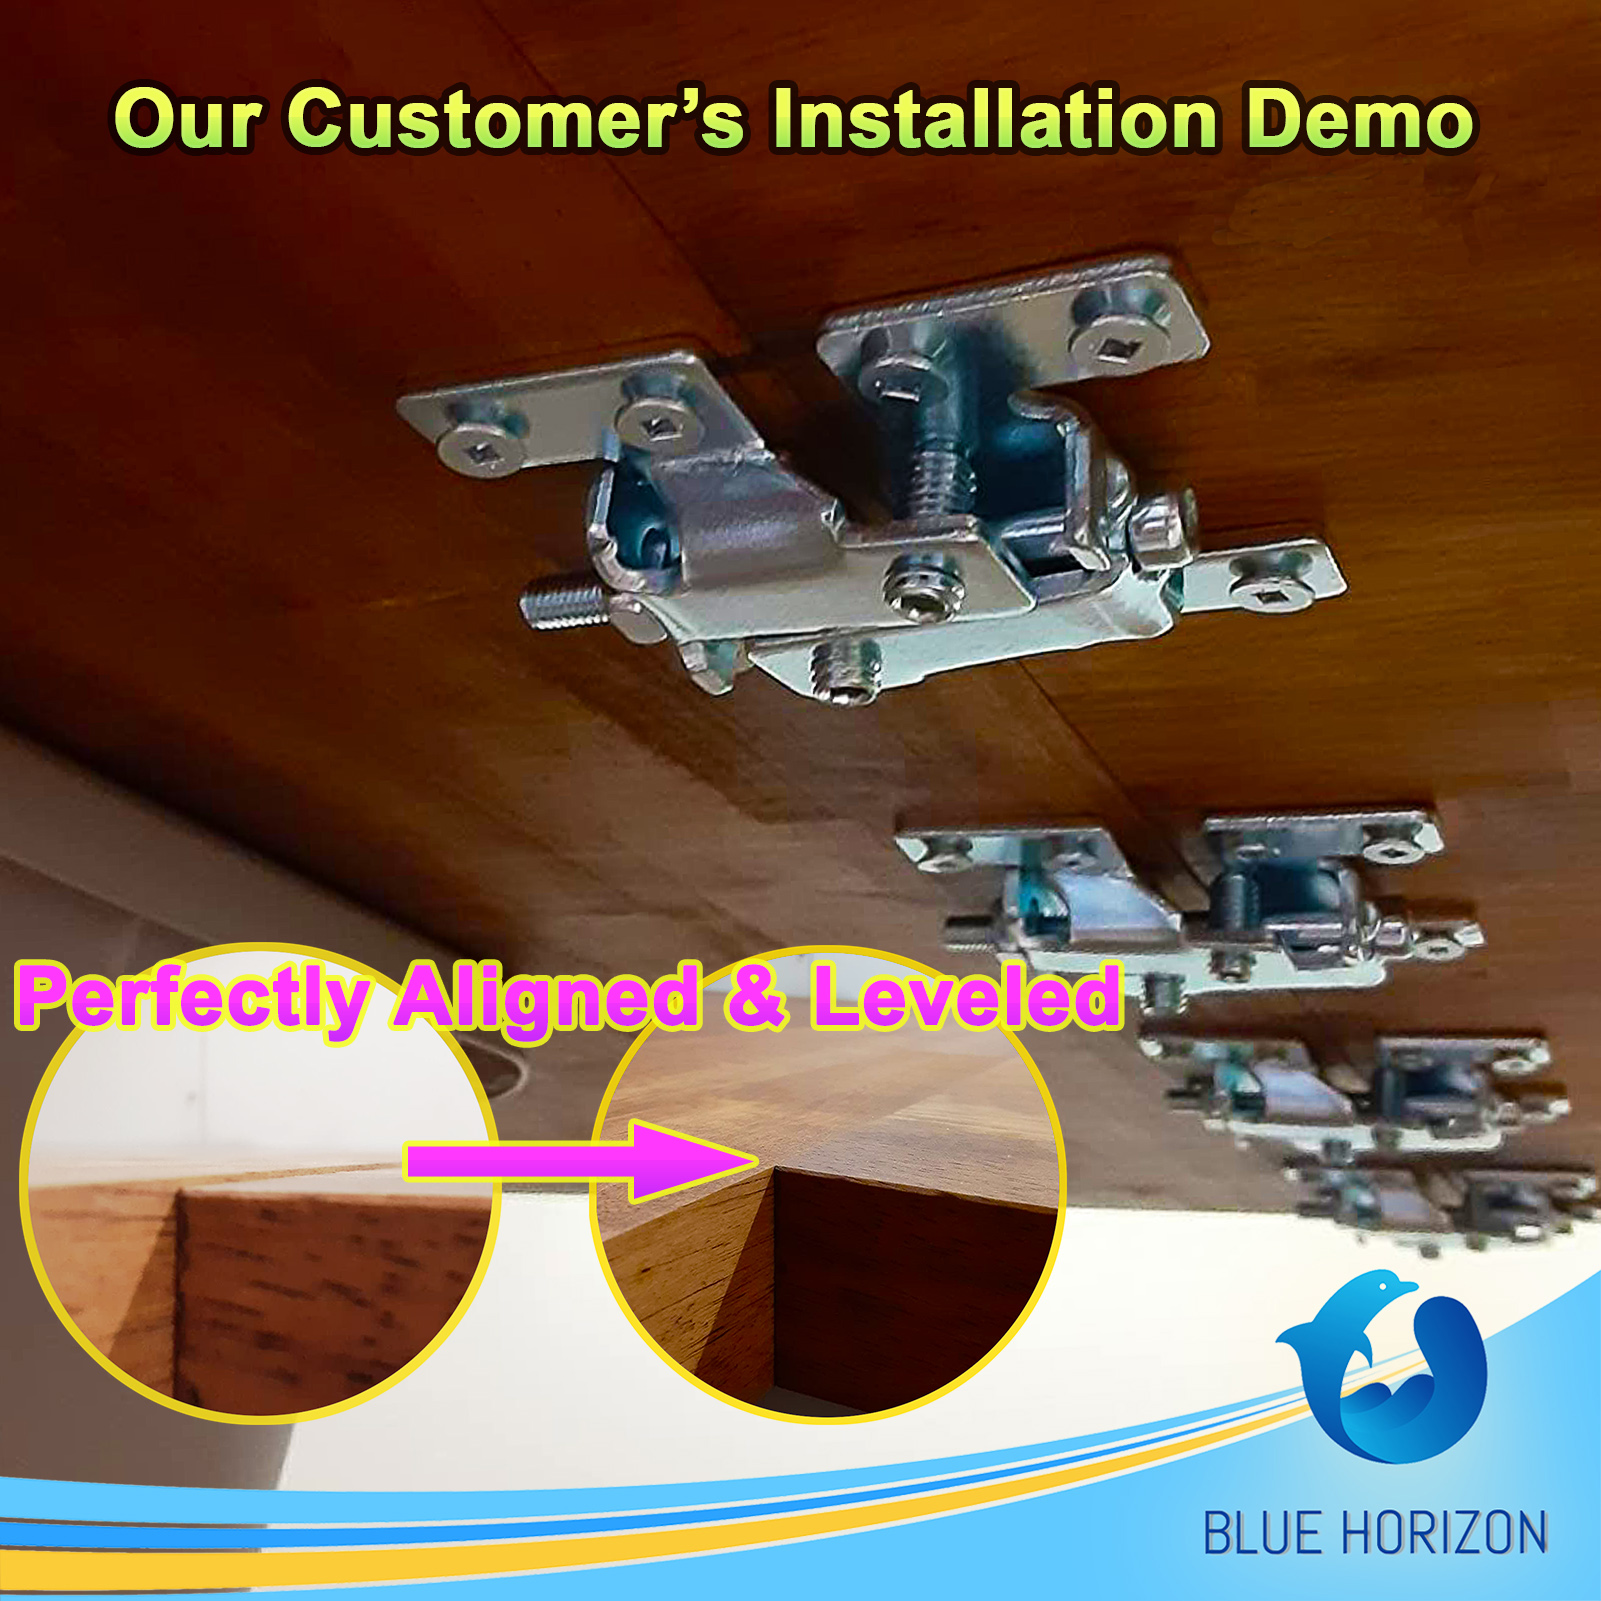 Our Customer’s Installation Demo
Perfectly Aligned & Leveled
BLUE HORIZON